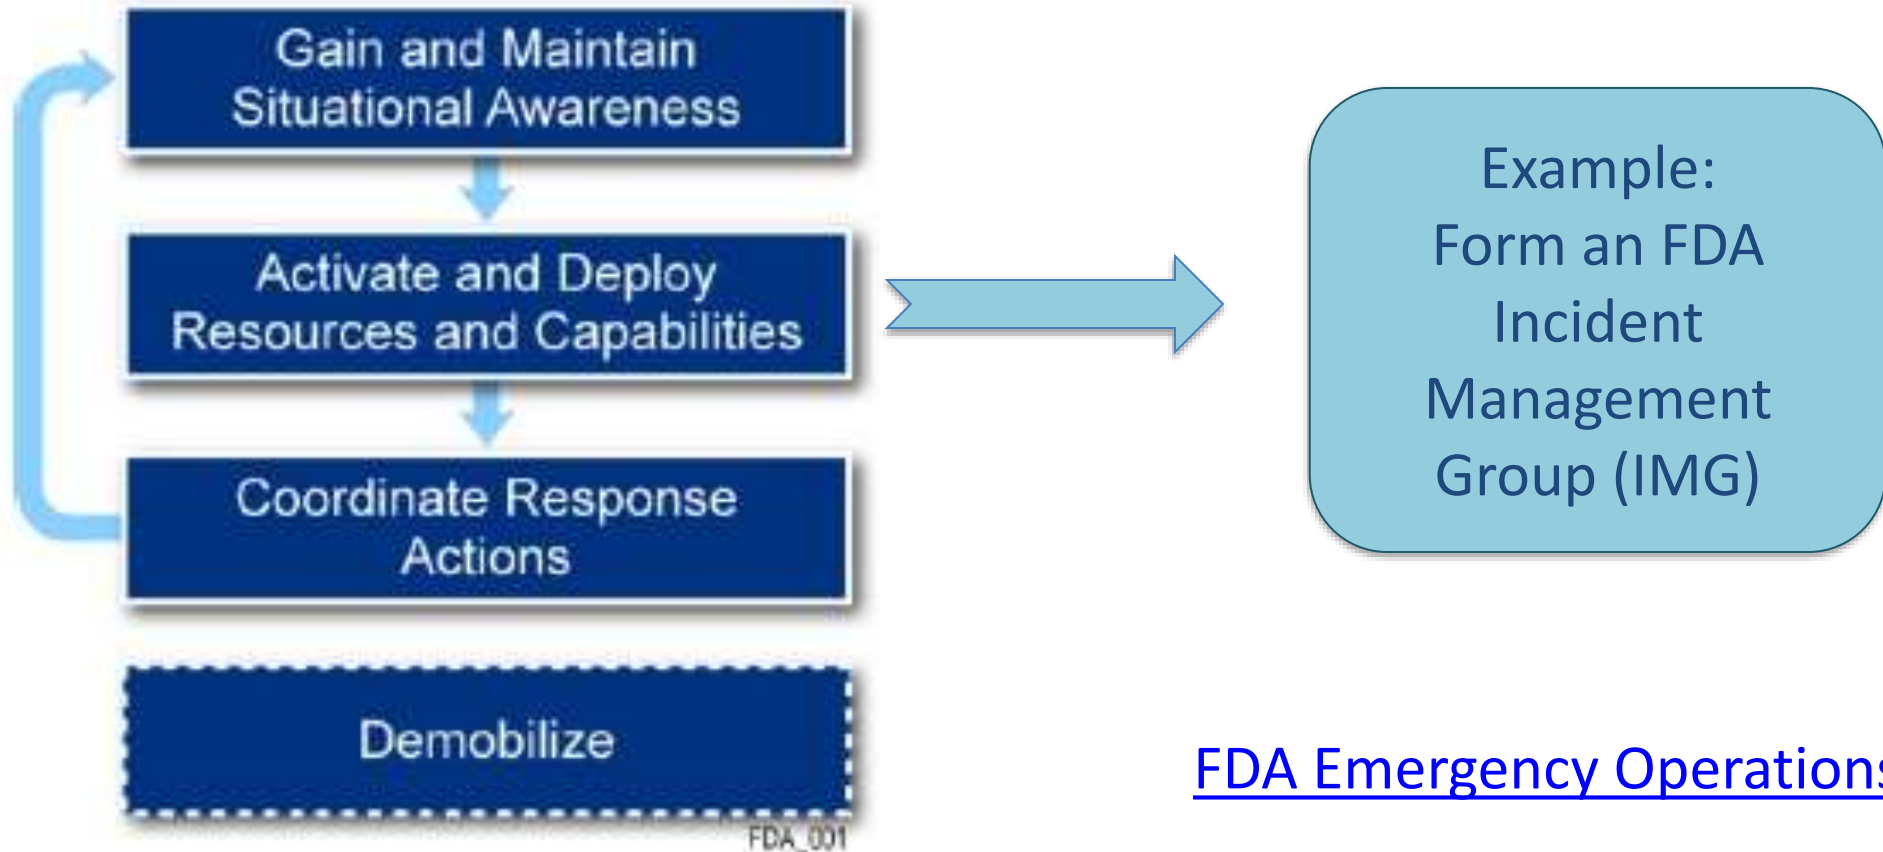 Gain and Maintain
Situational Awareness
Activate and Deploy
Resources and Capabilities
Coordinate Response
Actions
Demobilize
FDA_001
Example:
Form an FDA
Incident
Management
Group (IMG)
FDA Emergency Operations